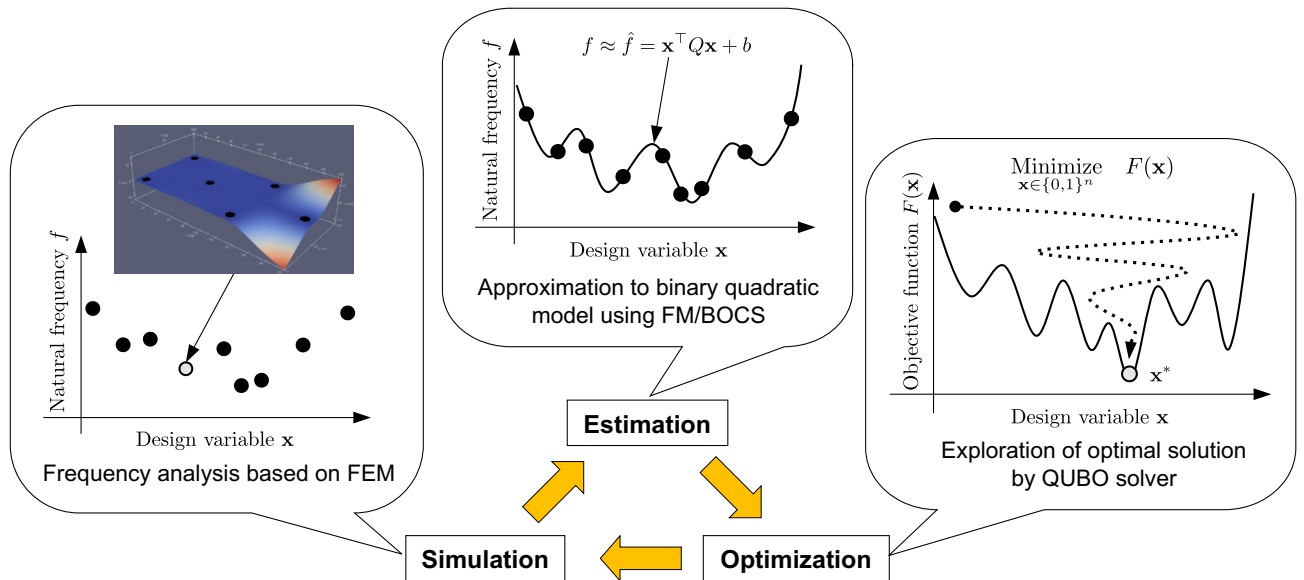 Natural frequency f
Design variable x
Frequency analysis based on FEM
f ≈ f̂ = x⊤Qx + b
Natural frequency f
Design variable x
Approximation to binary quadratic
model using FM/BOCS
Minimize F(x)
x∈{0,1}ⁿ
Objective function F(x)
x*
Design variable x
Exploration of optimal solution
by QUBO solver
Estimation
Simulation
Optimization